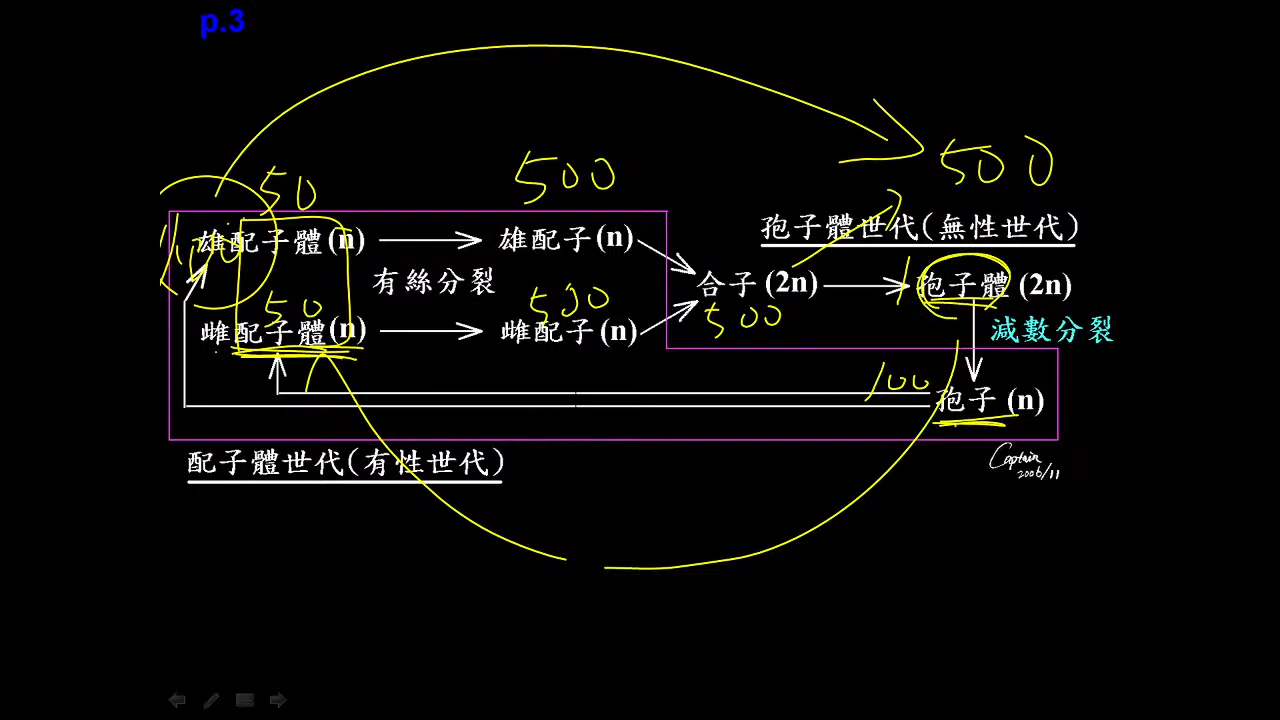 p.3
50
500
500
雄配子體(n)
雄配子(n)
孢子體世代(無性世代)
有絲分裂
合子(2n)
1
孢子體(2n)
50
500
500
雌配子體(n)
雌配子(n)
減數分裂
100
孢子(n)
配子體世代(有性世代)
Captain
2006/11